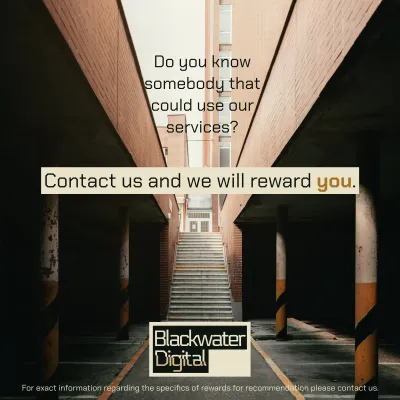 Do you know
somebody that
could use our
services?
Contact us and we will reward you.
Blackwater
Digital
For exact information regarding the specifics of rewards for recommendation please contact us.